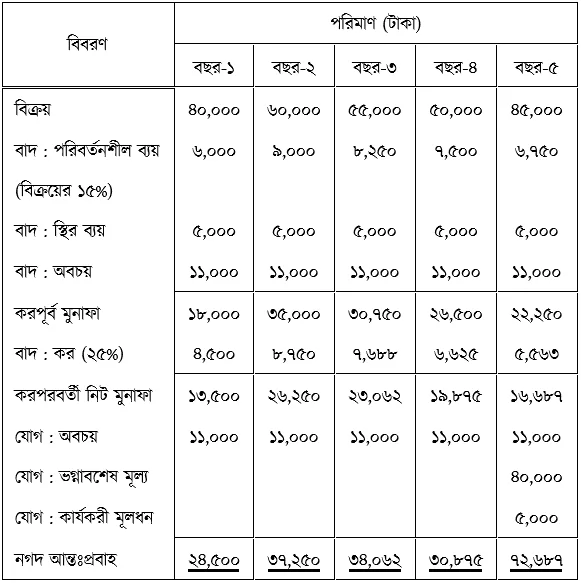 বিবরণ পরিমাণ (টাকা)
বছর-১ বছর-২ বছর-৩ বছর-৪ বছর-৫
বিক্রয় ৪০,০০০ ৬০,০০০ ৫৫,০০০ ৫০,০০০ ৪৫,০০০
বাদ : পরিবর্তনশীল ব্যয় ৬,০০০ ৯,০০০ ৮,২৫০ ৭,৫০০ ৬,৭৫০
(বিক্রয়ের ১৫%)
বাদ : স্থির ব্যয় ৫,০০০ ৫,০০০ ৫,০০০ ৫,০০০ ৫,০০০
বাদ : অবচয় ১১,০০০ ১১,০০০ ১১,০০০ ১১,০০০ ১১,০০০
করপূর্ব মুনাফা ১৮,০০০ ৩৫,০০০ ৩০,৭৫০ ২৬,৫০০ ২২,২৫০
বাদ : কর (২৫%) ৪,৫০০ ৮,৭৫০ ৭,৬৮৮ ৬,৬২৫ ৫,৫৬৩
করপরবর্তী নিট মুনাফা ১৩,৫০০ ২৬,২৫০ ২৩,০৬২ ১৯,৮৭৫ ১৬,৬৮৭
যোগ : অবচয় ১১,০০০ ১১,০০০ ১১,০০০ ১১,০০০ ১১,০০০
যোগ : ভগ্নাবশেষ মূল্য ৪০,০০০
যোগ : কার্যকরী মূলধন ৫,০০০
নগদ আন্তঃপ্রবাহ ২৪,৫০০ ৩৭,২৫০ ৩৪,০৬২ ৩০,৮৭৫ ৭২,৬৮৭